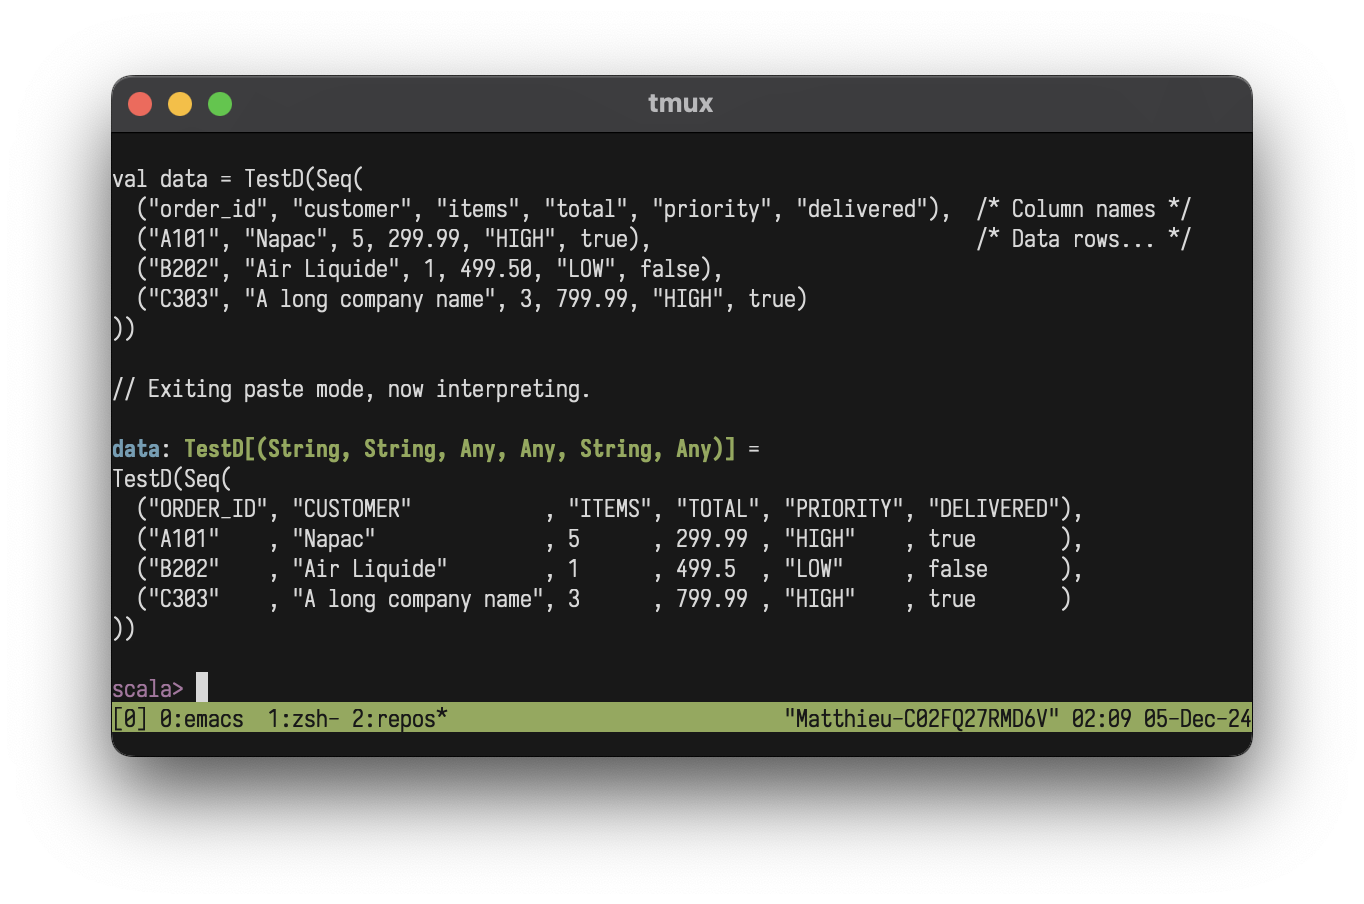 tmux
val data = TestD(Seq(
  ("order_id", "customer", "items", "total", "priority", "delivered"),  /* Column names */
  ("A101", "Napac", 5, 299.99, "HIGH", true),                           /* Data rows... */
  ("B202", "Air Liquide", 1, 499.50, "LOW", false),
  ("C303", "A long company name", 3, 799.99, "HIGH", true)
))
// Exiting paste mode, now interpreting.
data: TestD[(String, String, Any, Any, String, Any)] =
TestD(Seq(
  ("ORDER_ID", "CUSTOMER"           , "ITEMS", "TOTAL", "PRIORITY", "DELIVERED"),
  ("A101"    , "Napac"              , 5      , 299.99 , "HIGH"    , true       ),
  ("B202"    , "Air Liquide"        , 1      , 499.5  , "LOW"     , false      ),
  ("C303"    , "A long company name", 3      , 799.99 , "HIGH"    , true       )
))
scala>
[0] 0:emacs  1:zsh- 2:repos*                            "Matthieu-C02FQ27RMD6V" 02:09 05-Dec-24